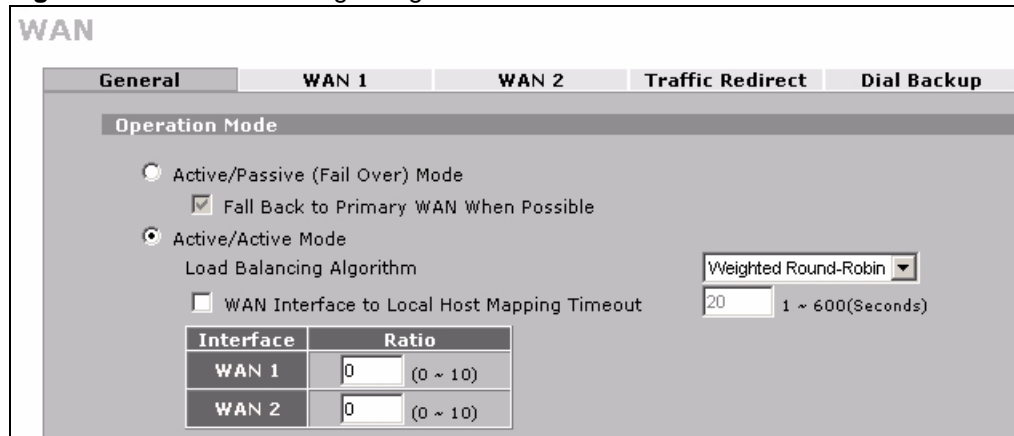 WAN
General WAN 1 WAN 2 Traffic Redirect Dial Backup
Operation Mode
Active/Passive (Fail Over) Mode
Fall Back to Primary WAN When Possible
Active/Active Mode
Load Balancing Algorithm Weighted Round-Robin
WAN Interface to Local Host Mapping Timeout 20 1 ~ 600(Seconds)
Interface Ratio
WAN 1 0 (0 ~ 10)
WAN 2 0 (0 ~ 10)